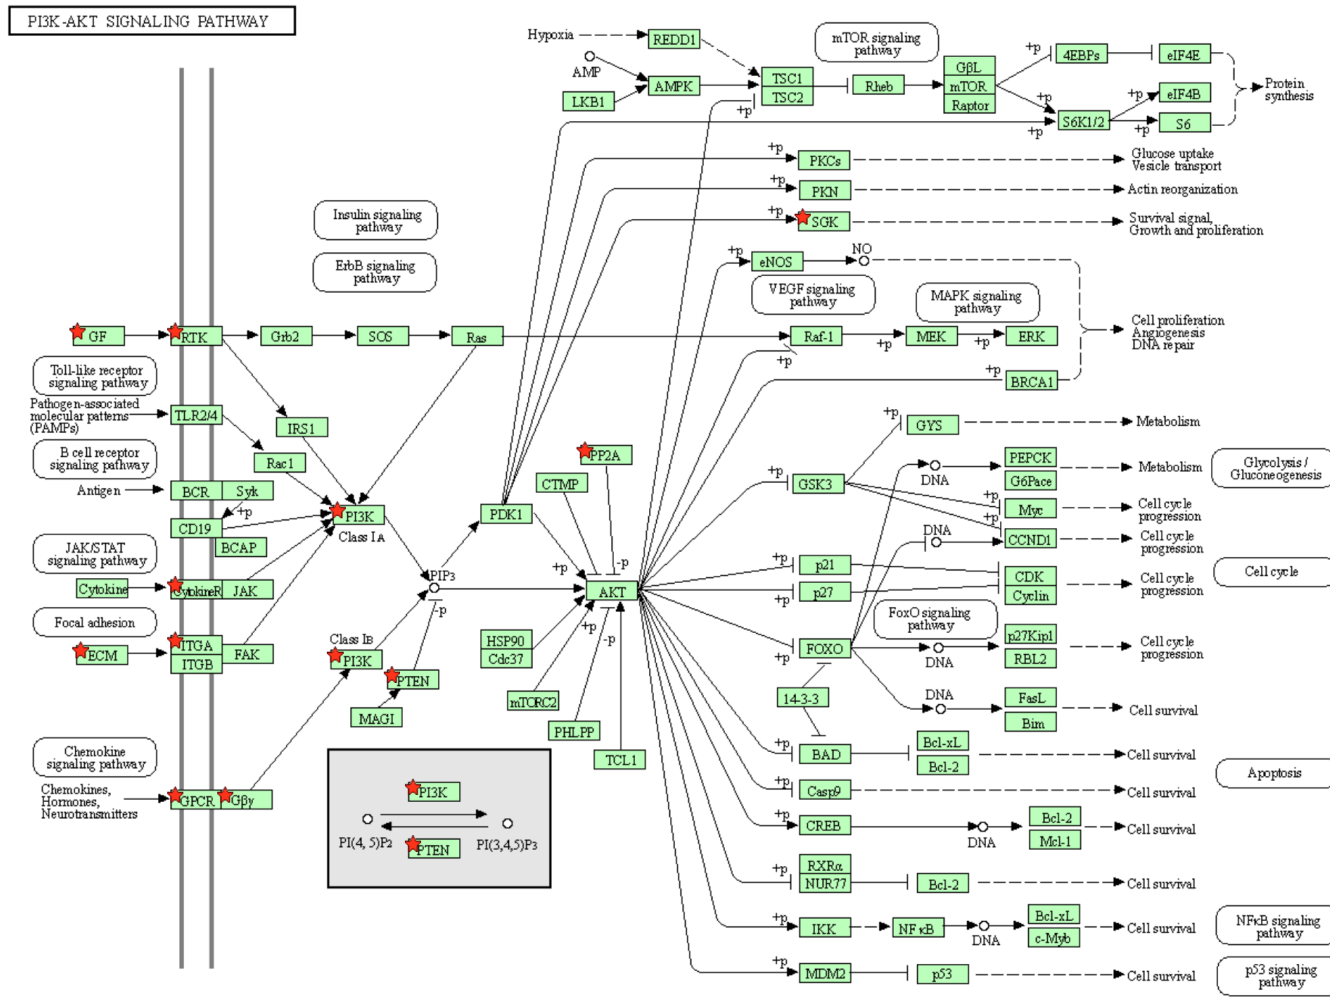 PI3K-AKT SIGNALING PATHWAY
Hypoxia
REDD1
mTOR signaling
pathway
AMP
LKB1
AMPK
TSC1
TSC2
+p
Rheb
GβL
mTOR
Raptor
+p
4EBPs
eIF4E
+p
S6K1/2
+p
+p
eIF4B
+p
S6
Protein
synthesis
+p
PKCs
Glucose uptake
Vesicle transport
+p
PKN
Actin reorganization
+p
SGK
Survival signal,
Growth and proliferation
Insulin signaling
pathway
ErbB signaling
pathway
+p
eNOS
NO
VEGF signaling
pathway
MAPK signaling
pathway
GF
RTK
Grb2
SOS
Ras
Raf-1
+p
+p
MEK
+p
ERK
Cell proliferation
Angiogenesis
DNA repair
+p
BRCA1
Toll-like receptor
signaling pathway
Pathogen-associated
molecular patterns
(PAMPs)
TLR2/4
IRS1
Rac1
B cell receptor
signaling pathway
Antigen
BCR
Syk
+p
CD19
BCAP
PI3K
Class IA
JAK/STAT
signaling pathway
Cytokine
CytokineR
JAK
Focal adhesion
ECM
ITGA
ITGB
FAK
Class IB
PI3K
PTEN
MAGI
PIP3
-p
PDK1
CTMP
PP2A
+p
-p
AKT
HSP90
Cdc37
+p
-p
mTORC2
PHLPP
TCL1
Chemokine
signaling pathway
Chemokines,
Hormones,
Neurotransmitters
GPCR
Gβγ
PI3K
PI(4, 5)P2
PI(3,4,5)P3
PTEN
+p
GYS
Metabolism
+p
GSK3
DNA
PEPCK
G6Pace
Metabolism
Glycolysis /
Gluconeogenesis
+p
Myc
Cell cycle
progression
+p
DNA
CCND1
Cell cycle
progression
+p
p21
+p
p27
CDK
Cyclin
Cell cycle
progression
Cell cycle
FoxO signaling
pathway
+p
FOXO
DNA
p27Kip1
RBL2
Cell cycle
progression
14-3-3
DNA
FasL
Bim
Cell survival
+p
BAD
Bcl-xL
Bcl-2
Cell survival
Apoptosis
+p
Casp9
Cell survival
+p
CREB
DNA
Bcl-2
Mcl-1
Cell survival
+p
RXRα
NUR77
Bcl-2
Cell survival
+p
IKK
NFκB
DNA
Bcl-xL
c-Myb
Cell survival
NFκB signaling
pathway
+p
MDM2
p53
Cell survival
p53 signaling
pathway